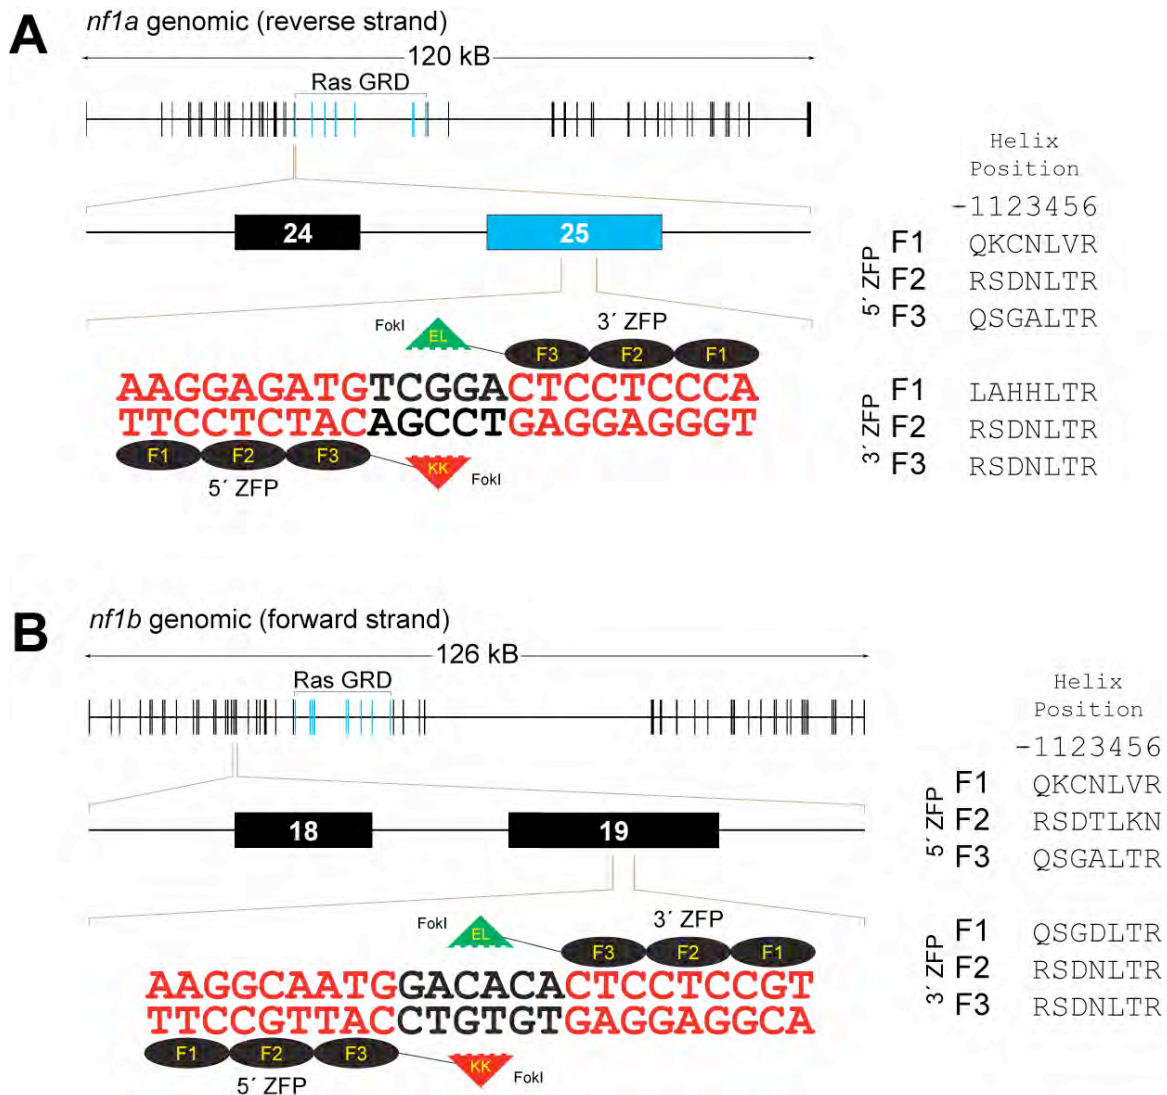 A
nf1a genomic (reverse strand)
120 kB
Ras GRD
24
25
FokI
EL
3´ ZFP
F3
F2
F1
AAGGAGATGTCGGACTCCTCCCA
TTCCTCTACAGCCTGAGGAGGGT
F1
F2
F3
KK
FokI
5´ ZFP
Helix
Position
-1123456
5´ ZFP
F1 QKCNLVR
F2 RSDNLTR
F3 QSGALTR
3´ ZFP
F1 LAHHLTR
F2 RSDNLTR
F3 RSDNLTR
B
nf1b genomic (forward strand)
126 kB
Ras GRD
18
19
FokI
EL
3´ ZFP
F3
F2
F1
AAGGCAATGGACACACTCCTCCGT
TTCCGTTACCTGTGTGAGGAGGCA
F1
F2
F3
KK
FokI
5´ ZFP
Helix
Position
-1123456
5´ ZFP
F1 QKCNLVR
F2 RSDTLKN
F3 QSGALTR
3´ ZFP
F1 QSGDLTR
F2 RSDNLTR
F3 RSDNLTR